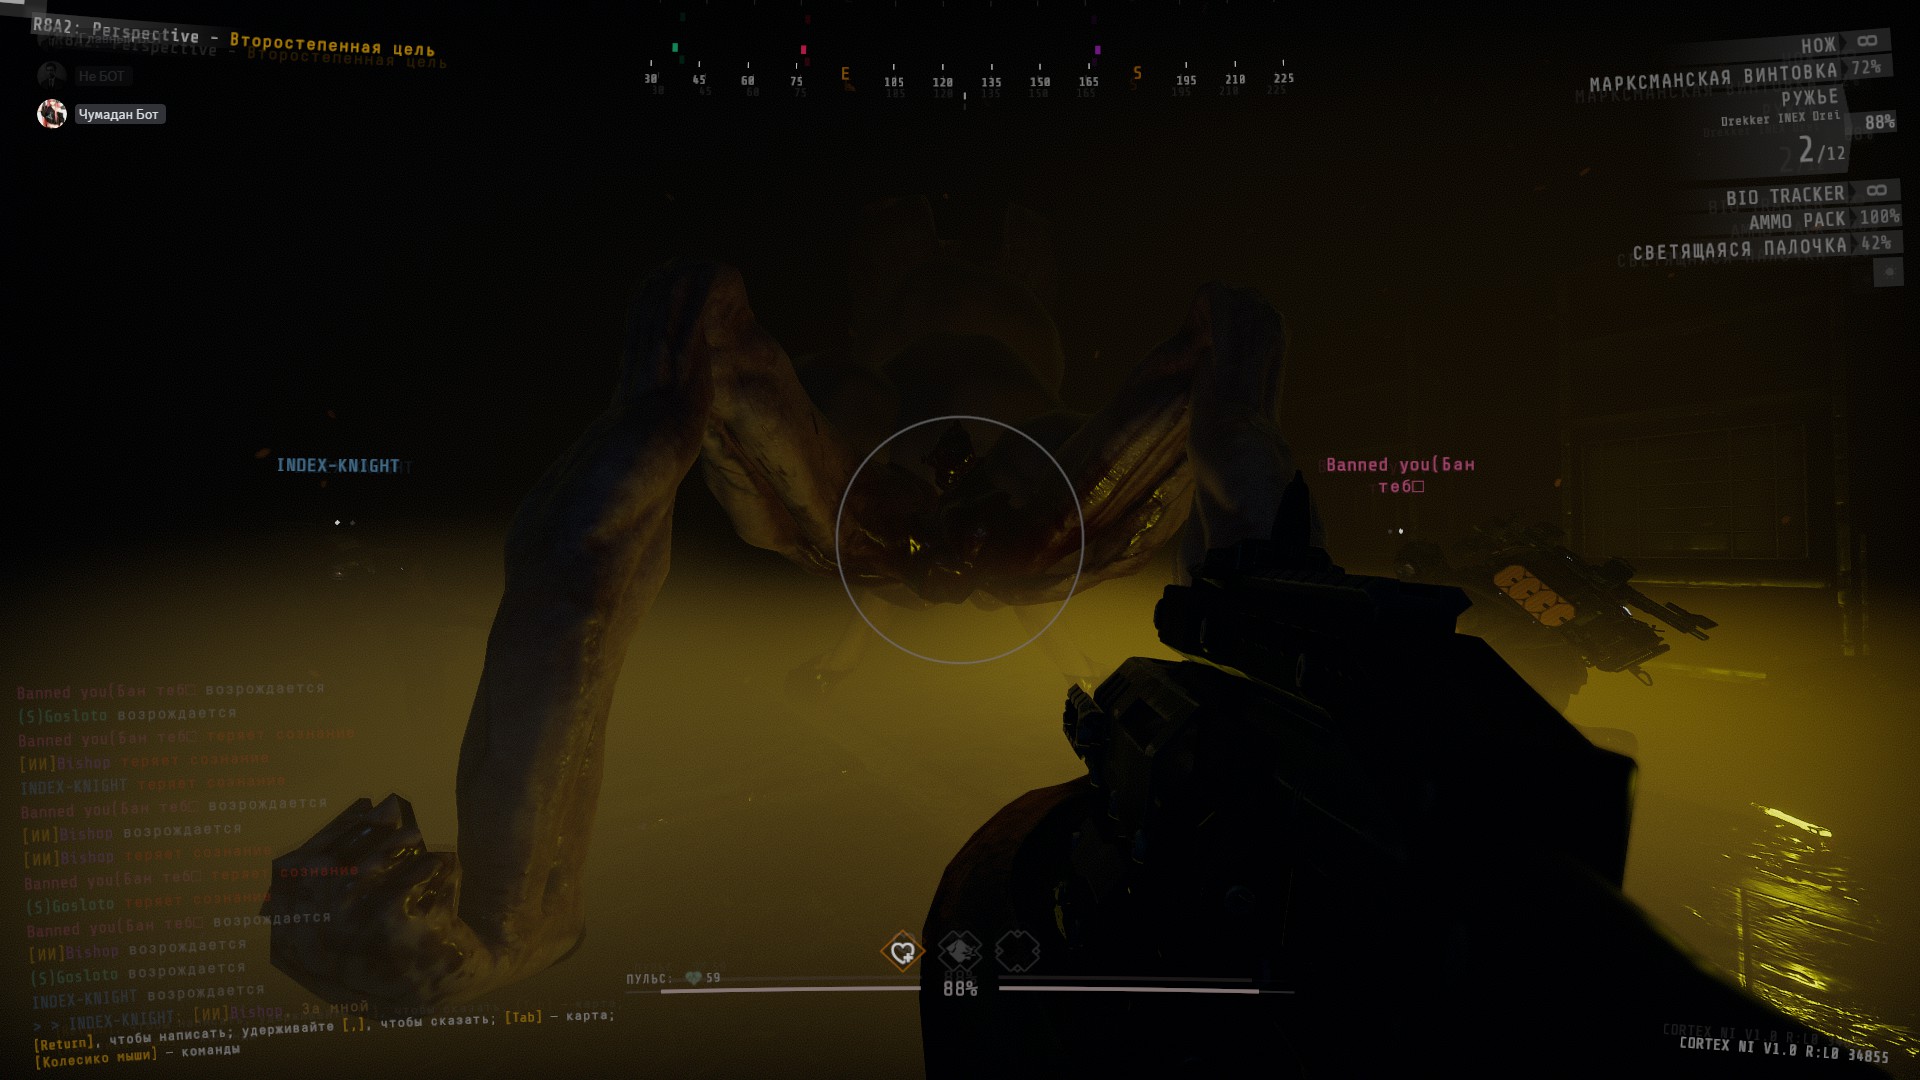 R8A2: Perspective – Второстепенная цель
Не БОТ
Чумадан Бот
30 45 60 75 E 105 120 135 150 165 S 195 210 225
НОЖ
МАРКСМАНСКАЯ ВИНТОВКА 72%
РУЖЬЕ
Drekker INEX Drei 88%
2/12
BIO TRACKER
AMMO PACK 100%
СВЕТЯЩАЯСЯ ПАЛОЧКА 42%
INDEX-KNIGHT
Banned you(Бан
теб□
Banned you(Бан теб□ возрождается
(S)Gosloto возрождается
Banned you(Бан теб□ теряет сознание
[ИИ]Bishop теряет сознание
INDEX-KNIGHT теряет сознание
Banned you(Бан теб□ возрождается
[ИИ]Bishop возрождается
[ИИ]Bishop теряет сознание
Banned you(Бан теб□ теряет сознание
(S)Gosloto теряет сознание
Banned you(Бан теб□ возрождается
[ИИ]Bishop возрождается
(S)Gosloto возрождается
INDEX-KNIGHT возрождается
> > INDEX-KNIGHT: [ИИ]Bishop, За мной
[Return], чтобы написать; удерживайте [,], чтобы сказать; [Tab] – карта;
[Колесико мыши] – команды
ПУЛЬС: 59
88%
CORTEX NI V1.0 R:L0 34855